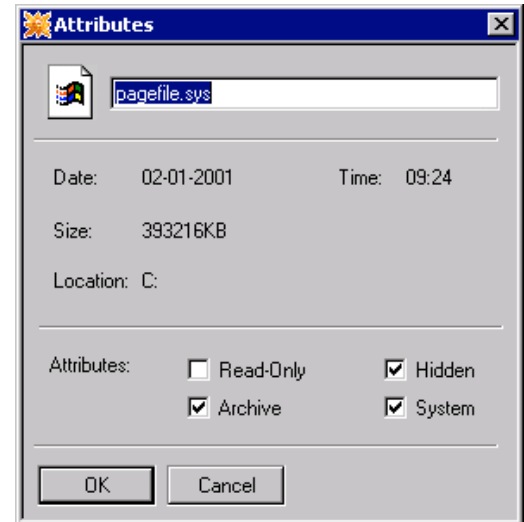 Attributes
pagefile.sys
Date: 02-01-2001 Time: 09:24
Size: 393216KB
Location: C:
Attributes: Read-Only Hidden
Archive System
OK Cancel